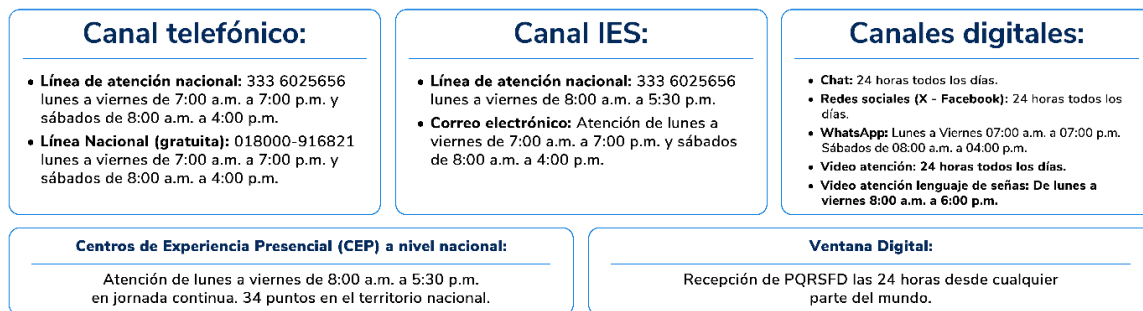 Canal telefónico:
• Línea de atención nacional: 333 6025656
lunes a viernes de 7:00 a.m. a 7:00 p.m. y
sábados de 8:00 a.m. a 4:00 p.m.
• Línea Nacional (gratuita): 018000-916821
lunes a viernes de 7:00 a.m. a 7:00 p.m. y
sábados de 8:00 a.m. a 4:00 p.m.
Canal IES:
• Línea de atención nacional: 333 6025656
lunes a viernes de 8:00 a.m. a 5:30 p.m.
• Correo electrónico: Atención de lunes a
viernes de 7:00 a.m. a 7:00 p.m. y sábados
de 8:00 a.m. a 4:00 p.m.
Canales digitales:
• Chat: 24 horas todos los días.
• Redes sociales (X - Facebook): 24 horas todos los
días.
• WhatsApp: Lunes a Viernes 07:00 a.m. a 07:00 p.m.
Sábados de 08:00 a.m. a 04:00 p.m.
• Video atención: 24 horas todos los días.
• Video atención lenguaje de señas: De lunes a
viernes 8:00 a.m. a 6:00 p.m.
Centros de Experiencia Presencial (CEP) a nivel nacional:
Atención de lunes a viernes de 8:00 a.m. a 5:30 p.m.
en jornada continua. 34 puntos en el territorio nacional.
Ventana Digital:
Recepción de PQRSFD las 24 horas desde cualquier
parte del mundo.